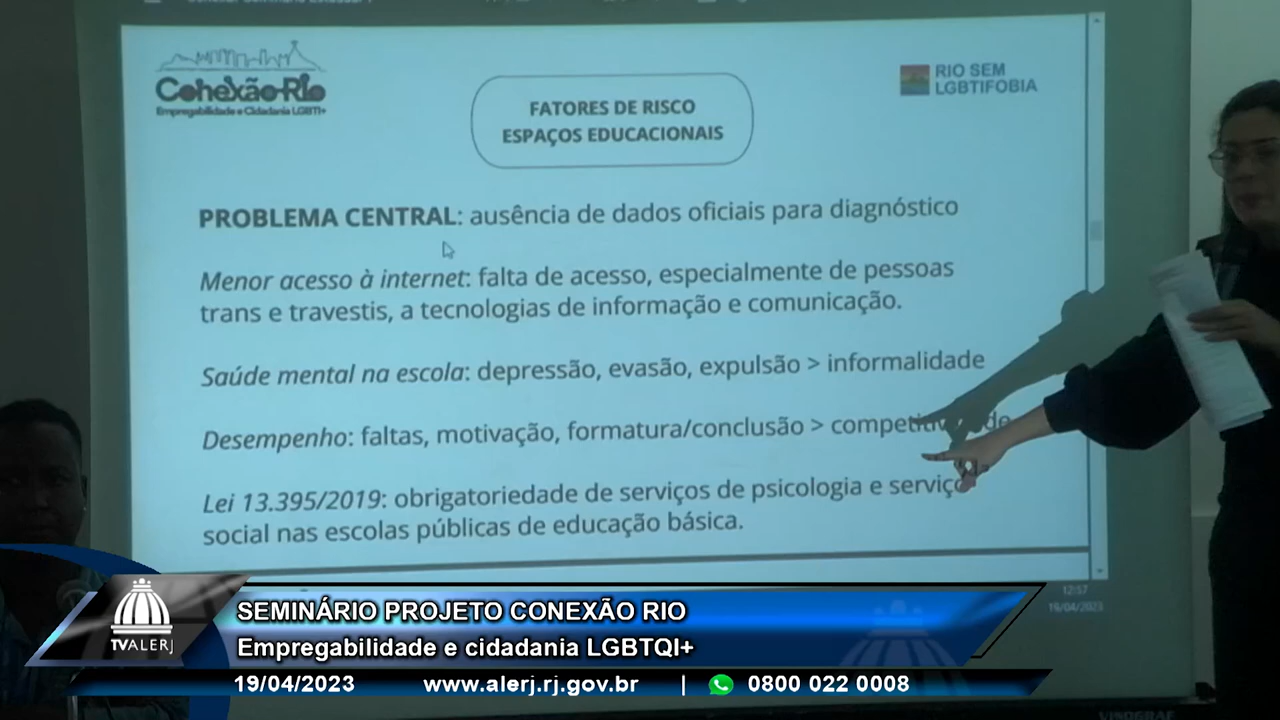 Conexão Rio
Empregabilidade e Cidadania LGBTI+
RIO SEM
LGBTIFOBIA
FATORES DE RISCO
ESPAÇOS EDUCACIONAIS
PROBLEMA CENTRAL: ausência de dados oficiais para diagnóstico
Menor acesso à internet: falta de acesso, especialmente de pessoas
trans e travestis, a tecnologias de informação e comunicação.
Saúde mental na escola: depressão, evasão, expulsão > informalidade
Desempenho: faltas, motivação, formatura/conclusão > competitividade
Lei 13.395/2019: obrigatoriedade de serviços de psicologia e serviço
social nas escolas públicas de educação básica.
12:57
19/04/2023
TVALERJ
SEMINÁRIO PROJETO CONEXÃO RIO
Empregabilidade e cidadania LGBTQI+
19/04/2023 www.alerj.rj.gov.br | 0800 022 0008
VISOGRAF